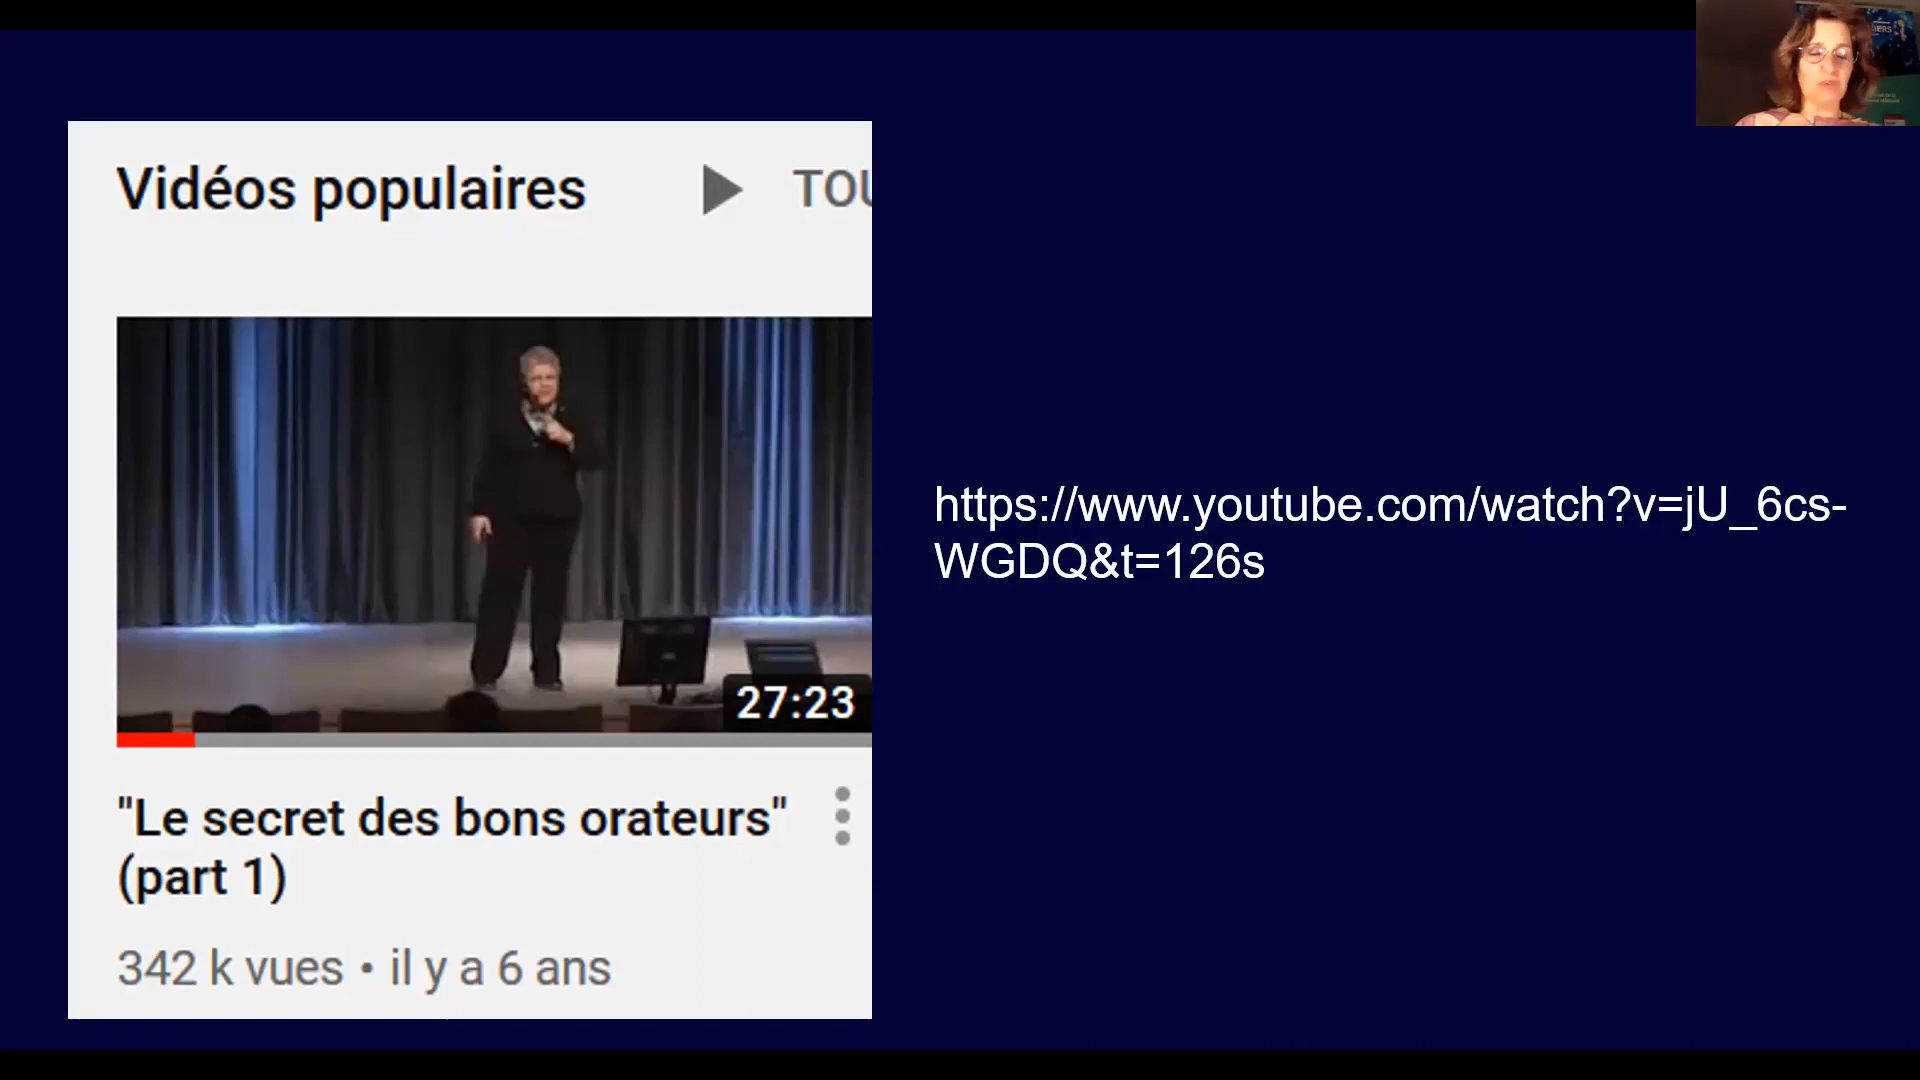 Vidéos populaires
TOU
27:23
"Le secret des bons orateurs"
(part 1)
342 k vues • il y a 6 ans
https://www.youtube.com/watch?v=jU_6cs-
WGDQ&t=126s